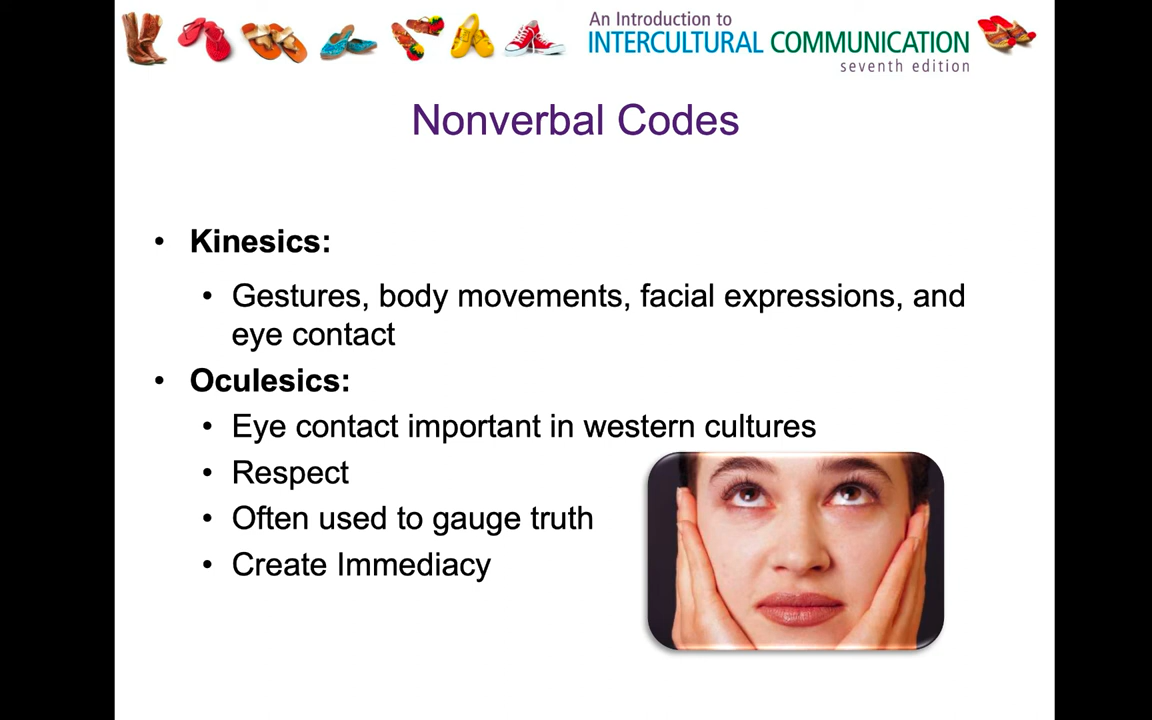 An Introduction to
INTERCULTURAL COMMUNICATION
seventh edition
Nonverbal Codes
• Kinesics:
• Gestures, body movements, facial expressions, and
eye contact
• Oculesics:
• Eye contact important in western cultures
• Respect
• Often used to gauge truth
• Create Immediacy